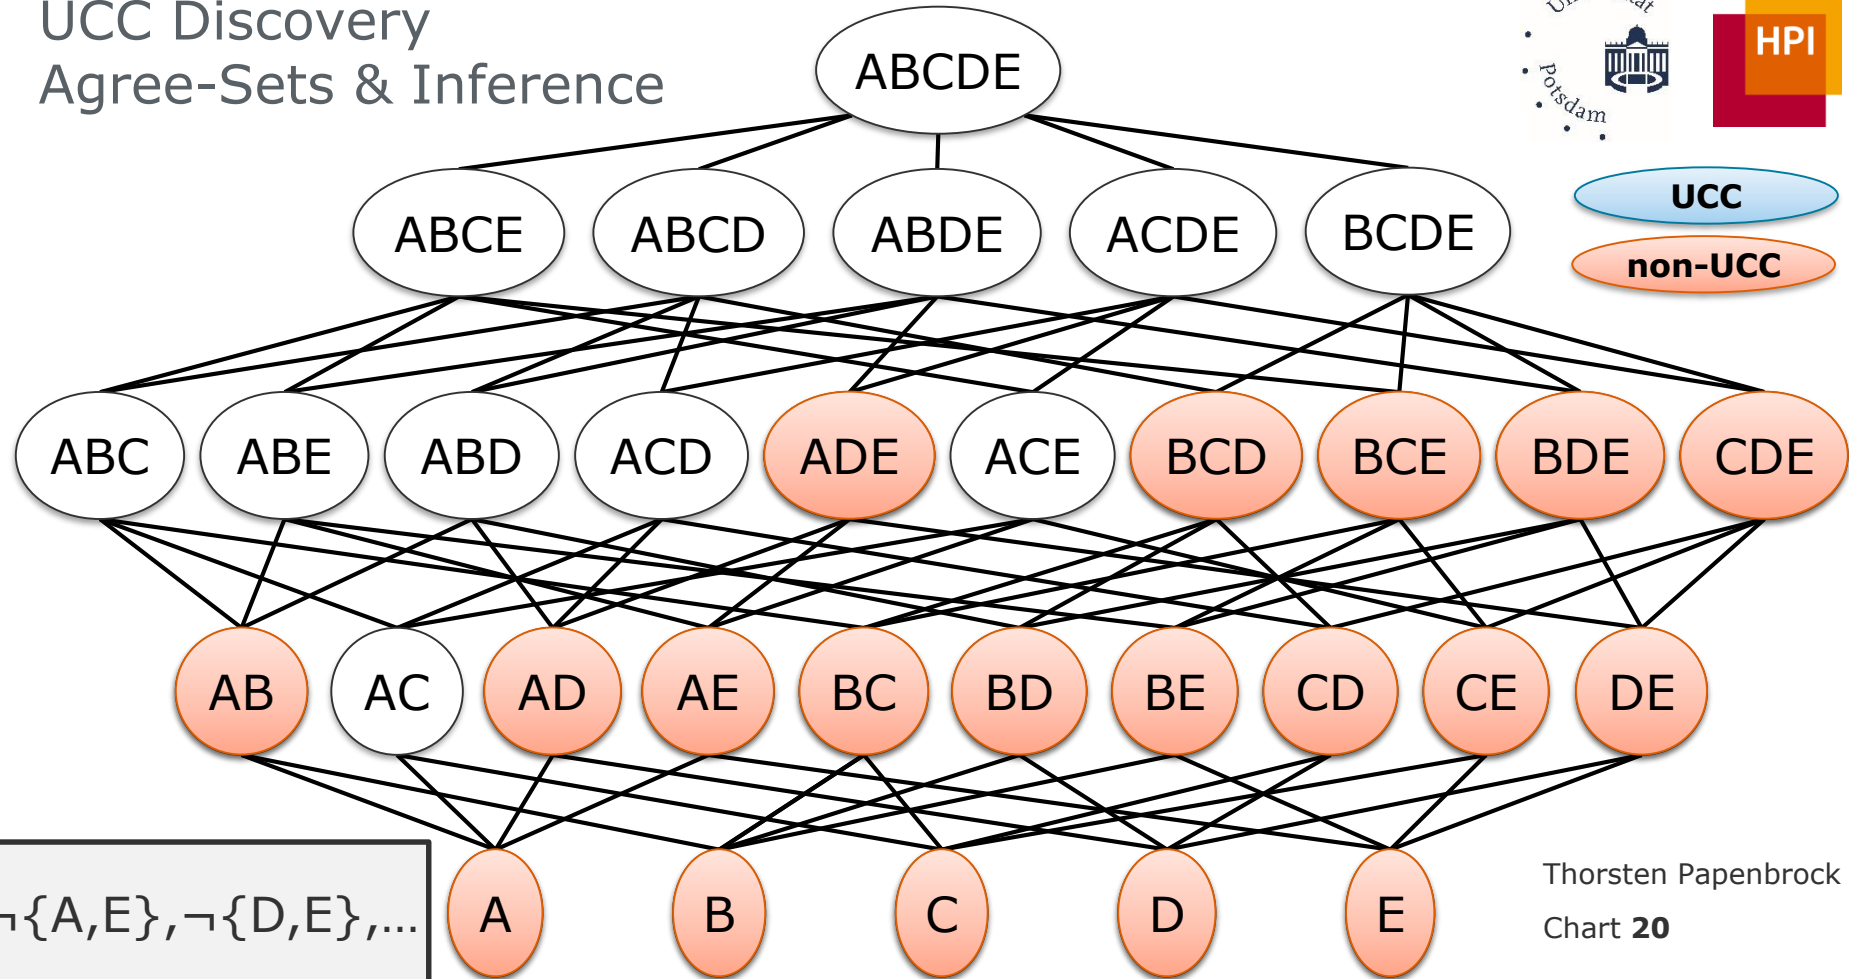 UCC Discovery
Agree-Sets & Inference
Potsdam
HPI
UCC
non-UCC
ABCDE
ABCE ABCD ABDE ACDE BCDE
ABC ABE ABD ACD ADE ACE BCD BCE BDE CDE
AB AC AD AE BC BD BE CD CE DE
A B C D E
¬{A,E},¬{D,E},…
Thorsten Papenbrock
Chart 20